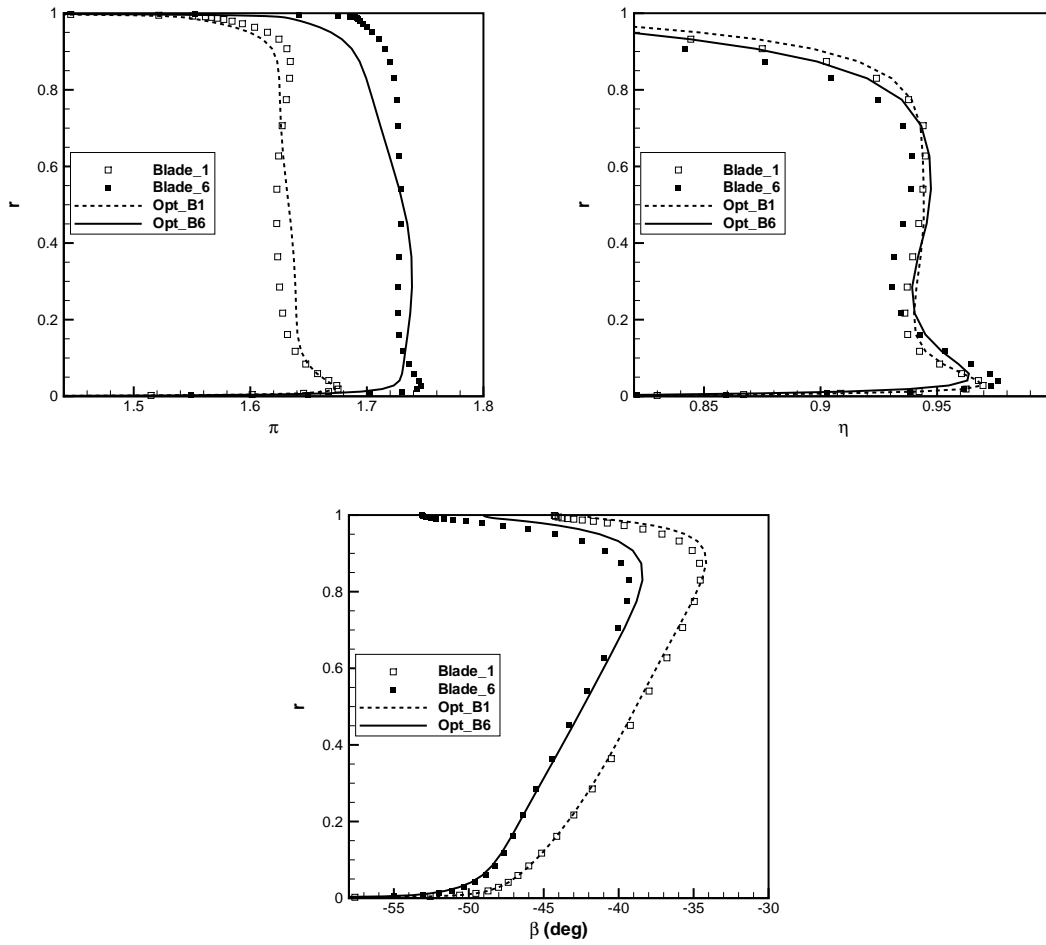 1
0.8
0.6
0.4
0.2
0
r
Blade_1
Blade_6
Opt_B1
Opt_B6
1.5 1.6 1.7 1.8
π
1
0.8
0.6
0.4
0.2
0
r
Blade_1
Blade_6
Opt_B1
Opt_B6
0.85 0.9 0.95
η
1
0.8
0.6
0.4
0.2
0
r
Blade_1
Blade_6
Opt_B1
Opt_B6
-55 -50 -45 -40 -35 -30
β (deg)